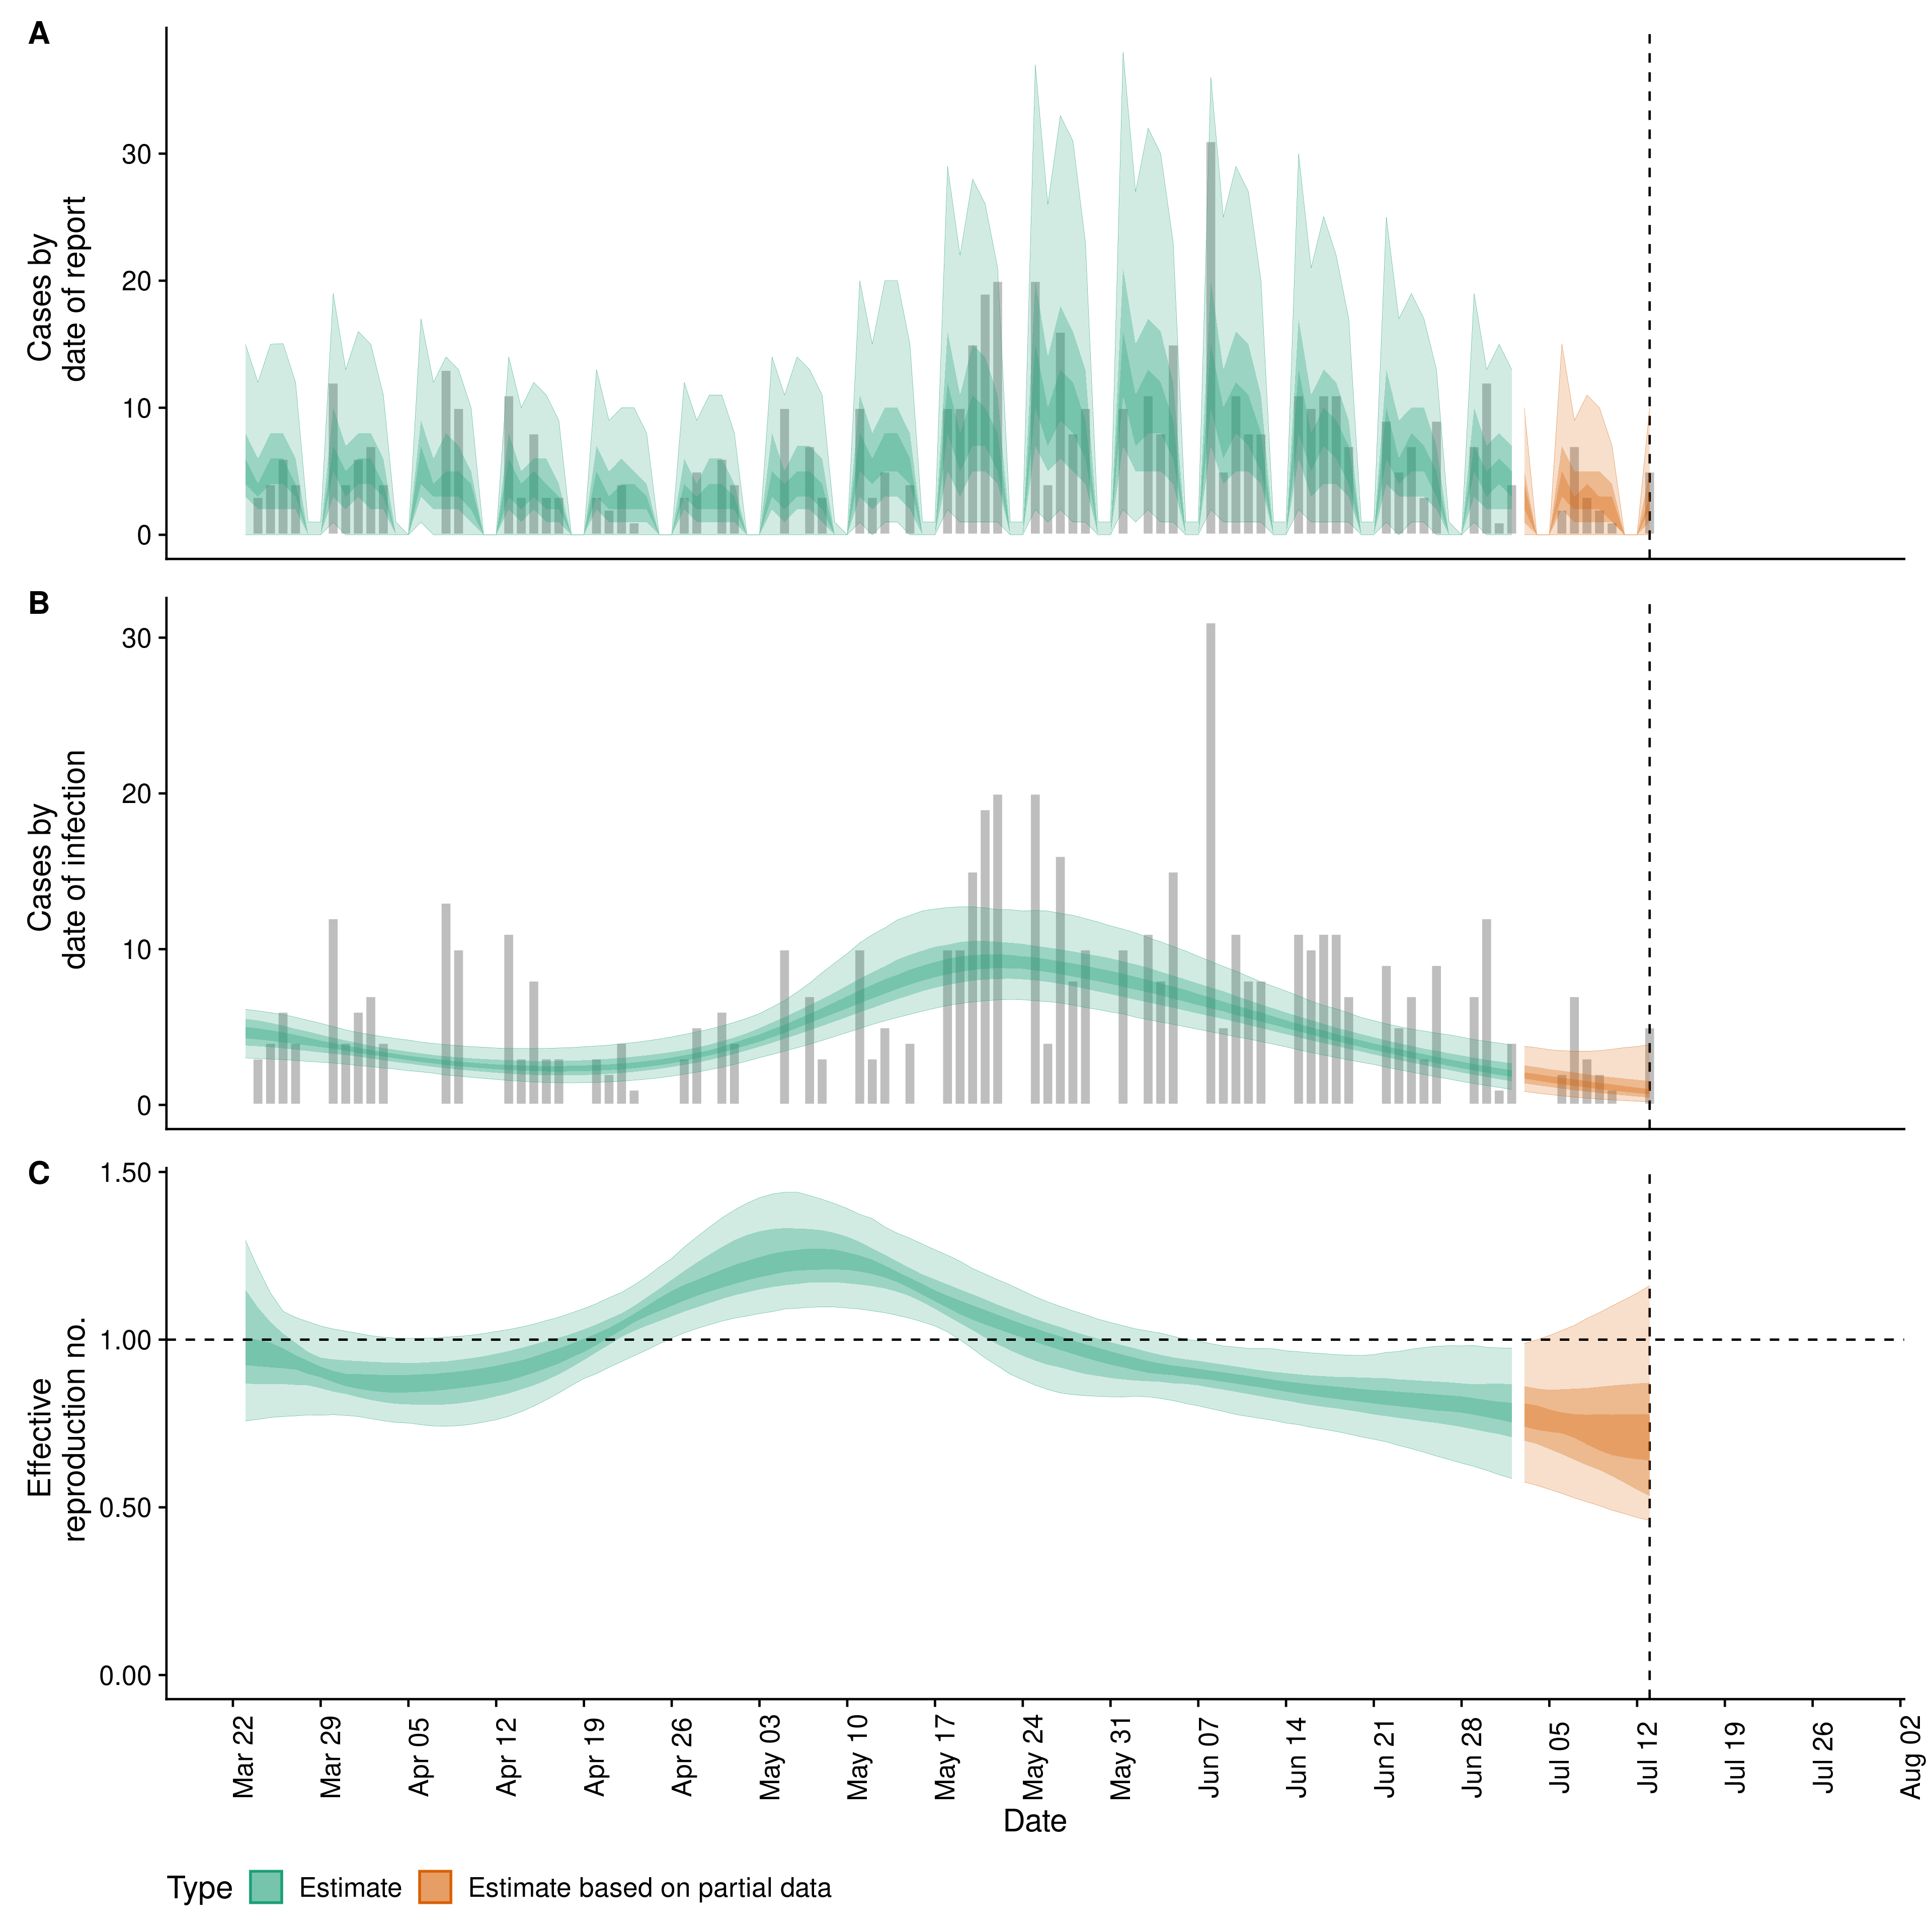 A
Cases by
date of report
30
20
10
0
B
Cases by
date of infection
30
20
10
0
C
Effective
reproduction no.
1.50
1.00
0.50
0.00
Mar 22
Mar 29
Apr 05
Apr 12
Apr 19
Apr 26
May 03
May 10
May 17
May 24
May 31
Jun 07
Jun 14
Jun 21
Jun 28
Jul 05
Jul 12
Jul 19
Jul 26
Aug 02
Date
Type Estimate Estimate based on partial data